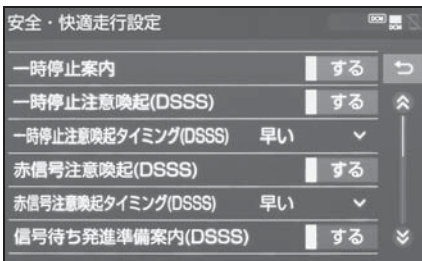 安全・快適走行設定
一時停止案内 する
一時停止注意喚起(DSSS) する
一時停止注意喚起タイミング(DSSS) 早い
赤信号注意喚起(DSSS) する
赤信号注意喚起タイミング(DSSS) 早い
信号待ち発進準備案内(DSSS) する